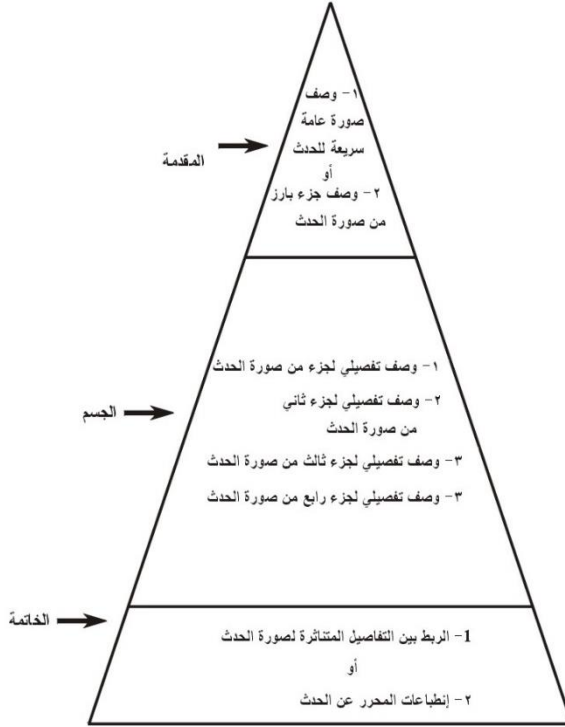 ١- وصف
صورة عامة
سريعة للحدث
أو
٢- وصف جزء بارز
من صورة الحدث
المقدمة
١- وصف تفصيلي لجزء من صورة الحدث
٢- وصف تفصيلي لجزء ثاني
من صورة الحدث
٣- وصف تفصيلي لجزء ثالث من صورة الحدث
٣- وصف تفصيلي لجزء رابع من صورة الحدث
الجسم
الخاتمة
1- الربط بين التفاصيل المتناثرة لصورة الحدث
أو
٢- إنطباعات المحرر عن الحدث